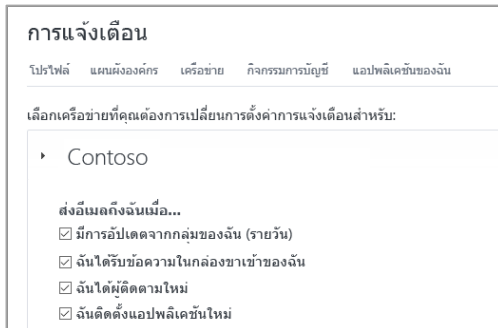 การแจ้งเตือน
โปรไฟล์ แผนผังองค์กร เครือข่าย กิจกรรมการบัญชี แอปพลิเคชันของฉัน
เลือกเครือข่ายที่คุณต้องการเปลี่ยนการตั้งค่าการแจ้งเตือนสำหรับ:
Contoso
ส่งอีเมลถึงฉันเมื่อ...
มีการอัปเดตจากกลุ่มของฉัน (รายวัน)
ฉันได้รับข้อความในกล่องขาเข้าของฉัน
ฉันได้ผู้ติดตามใหม่
ฉันติดตั้งแอปพลิเคชันใหม่